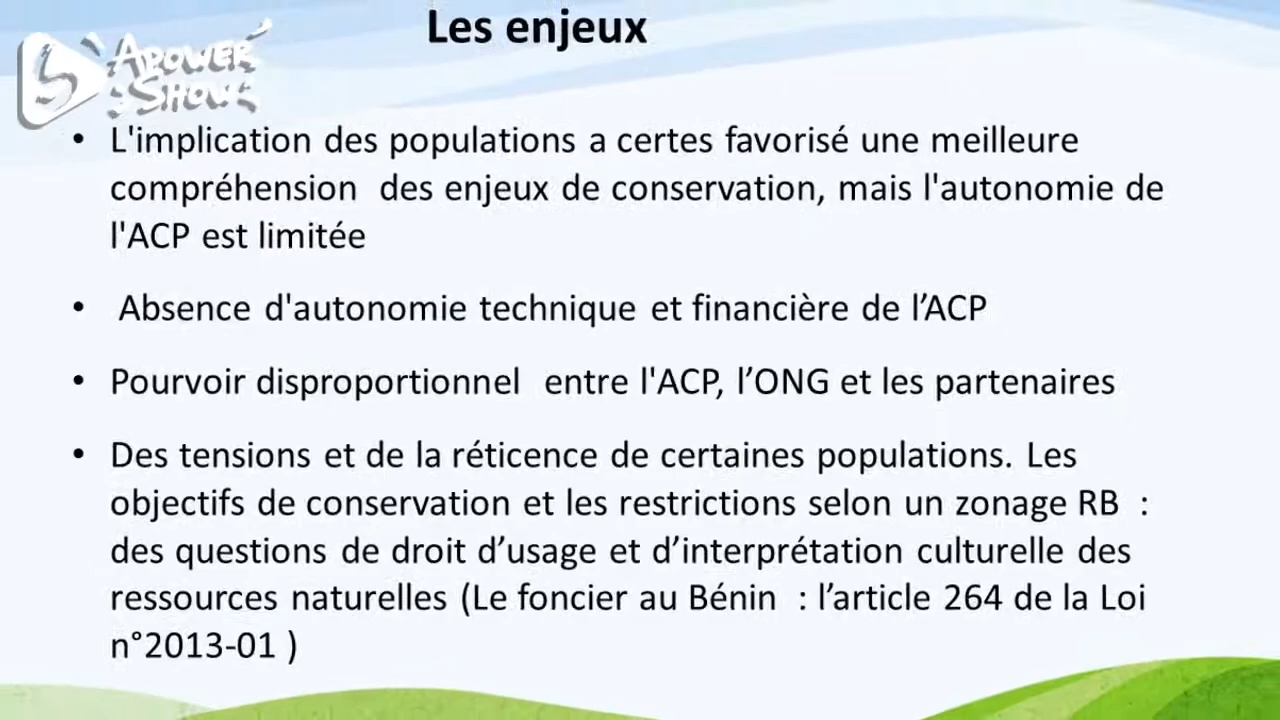 Les enjeux
APOWER
SHOW
• L'implication des populations a certes favorisé une meilleure
compréhension des enjeux de conservation, mais l'autonomie de
l'ACP est limitée
• Absence d'autonomie technique et financière de l’ACP
• Pourvoir disproportionnel entre l'ACP, l’ONG et les partenaires
• Des tensions et de la réticence de certaines populations. Les
objectifs de conservation et les restrictions selon un zonage RB :
des questions de droit d’usage et d’interprétation culturelle des
ressources naturelles (Le foncier au Bénin : l’article 264 de la Loi
n°2013-01 )